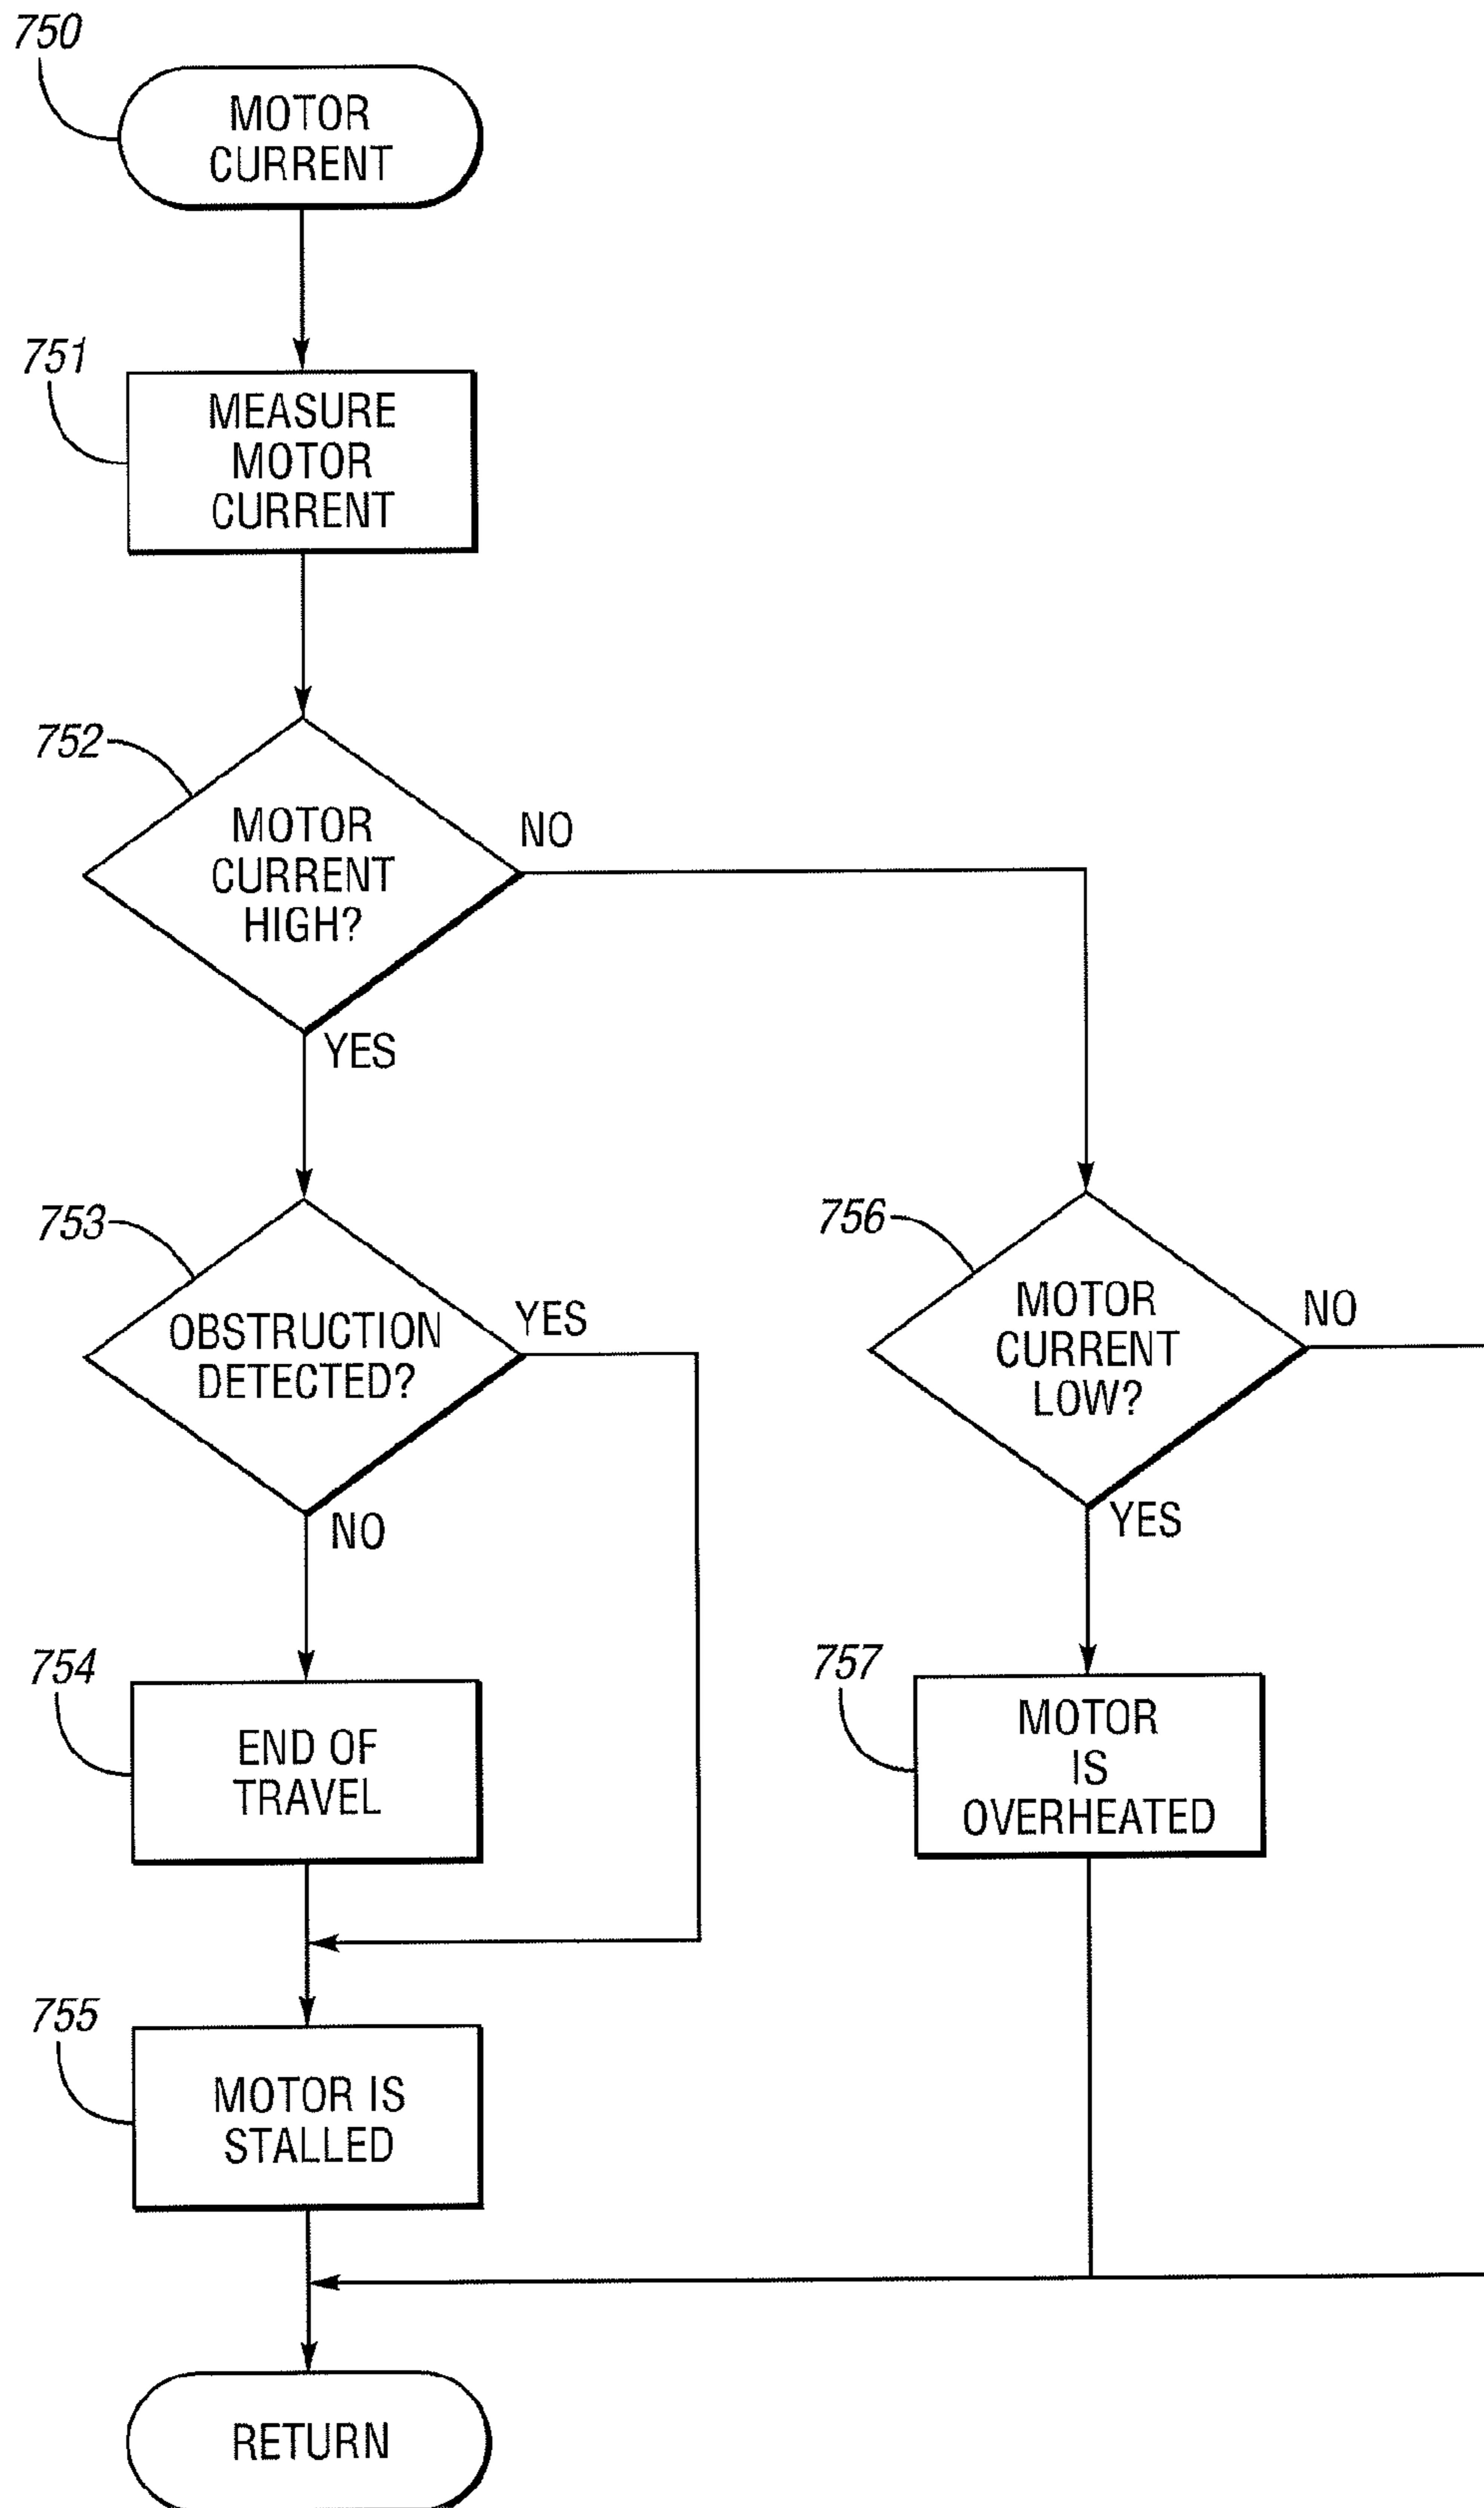 750
MOTOR
CURRENT
751
MEASURE
MOTOR
CURRENT
752
MOTOR
CURRENT
HIGH?
NO
YES
753
OBSTRUCTION
DETECTED?
YES
NO
756
MOTOR
CURRENT
LOW?
NO
YES
754
END OF
TRAVEL
757
MOTOR
IS
OVERHEATED
755
MOTOR IS
STALLED
RETURN